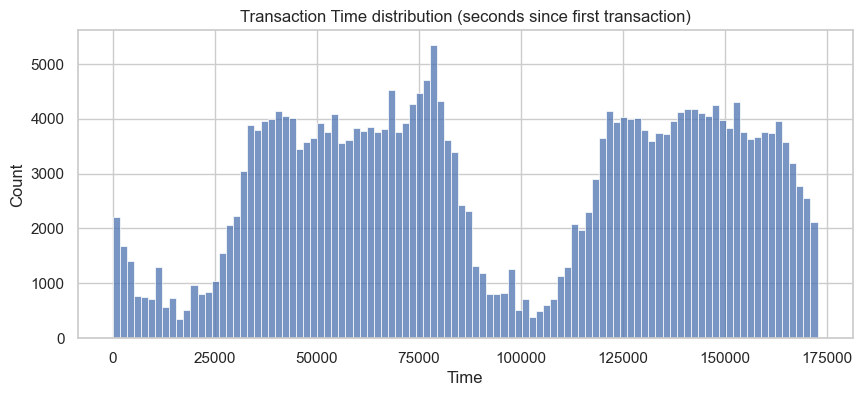 Transaction Time distribution (seconds since first transaction)
Count
5000
4000
3000
2000
1000
0
0 25000 50000 75000 100000 125000 150000 175000
Time